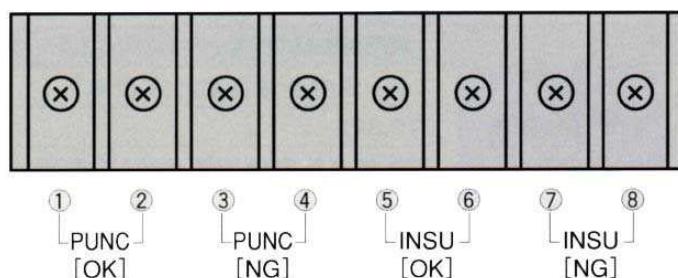 ① ② ③ ④ ⑤ ⑥ ⑦ ⑧
PUNC PUNC INSU INSU
[OK] [NG] [OK] [NG]